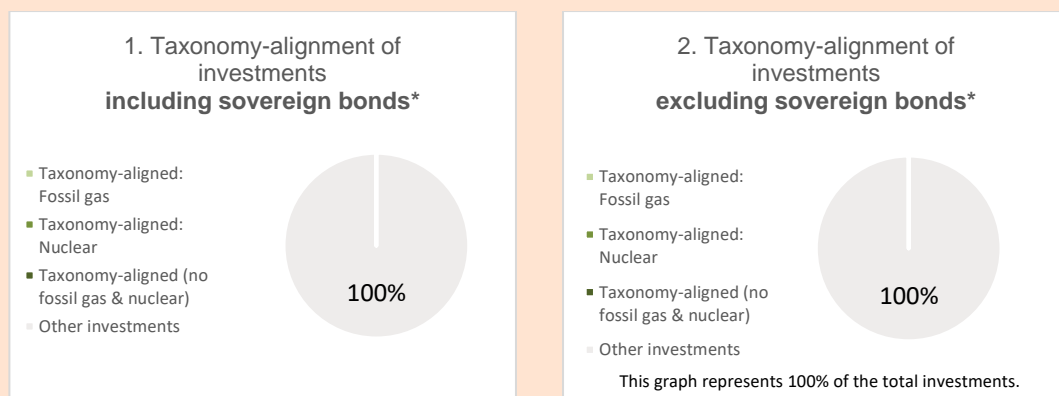 1. Taxonomy-alignment of
investments
including sovereign bonds*
Taxonomy-aligned:
Fossil gas
Taxonomy-aligned:
Nuclear
Taxonomy-aligned (no
fossil gas & nuclear)
Other investments
100%
2. Taxonomy-alignment of
investments
excluding sovereign bonds*
Taxonomy-aligned:
Fossil gas
Taxonomy-aligned:
Nuclear
Taxonomy-aligned (no
fossil gas & nuclear)
Other investments
100%
This graph represents 100% of the total investments.